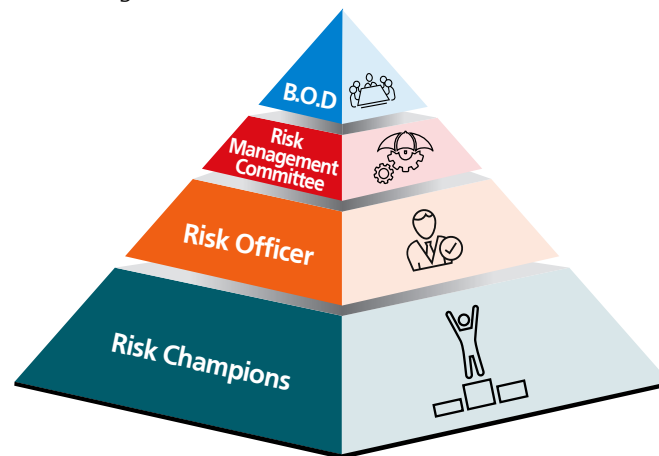 B.O.D
Risk
Management
Committee
Risk Officer
Risk Champions